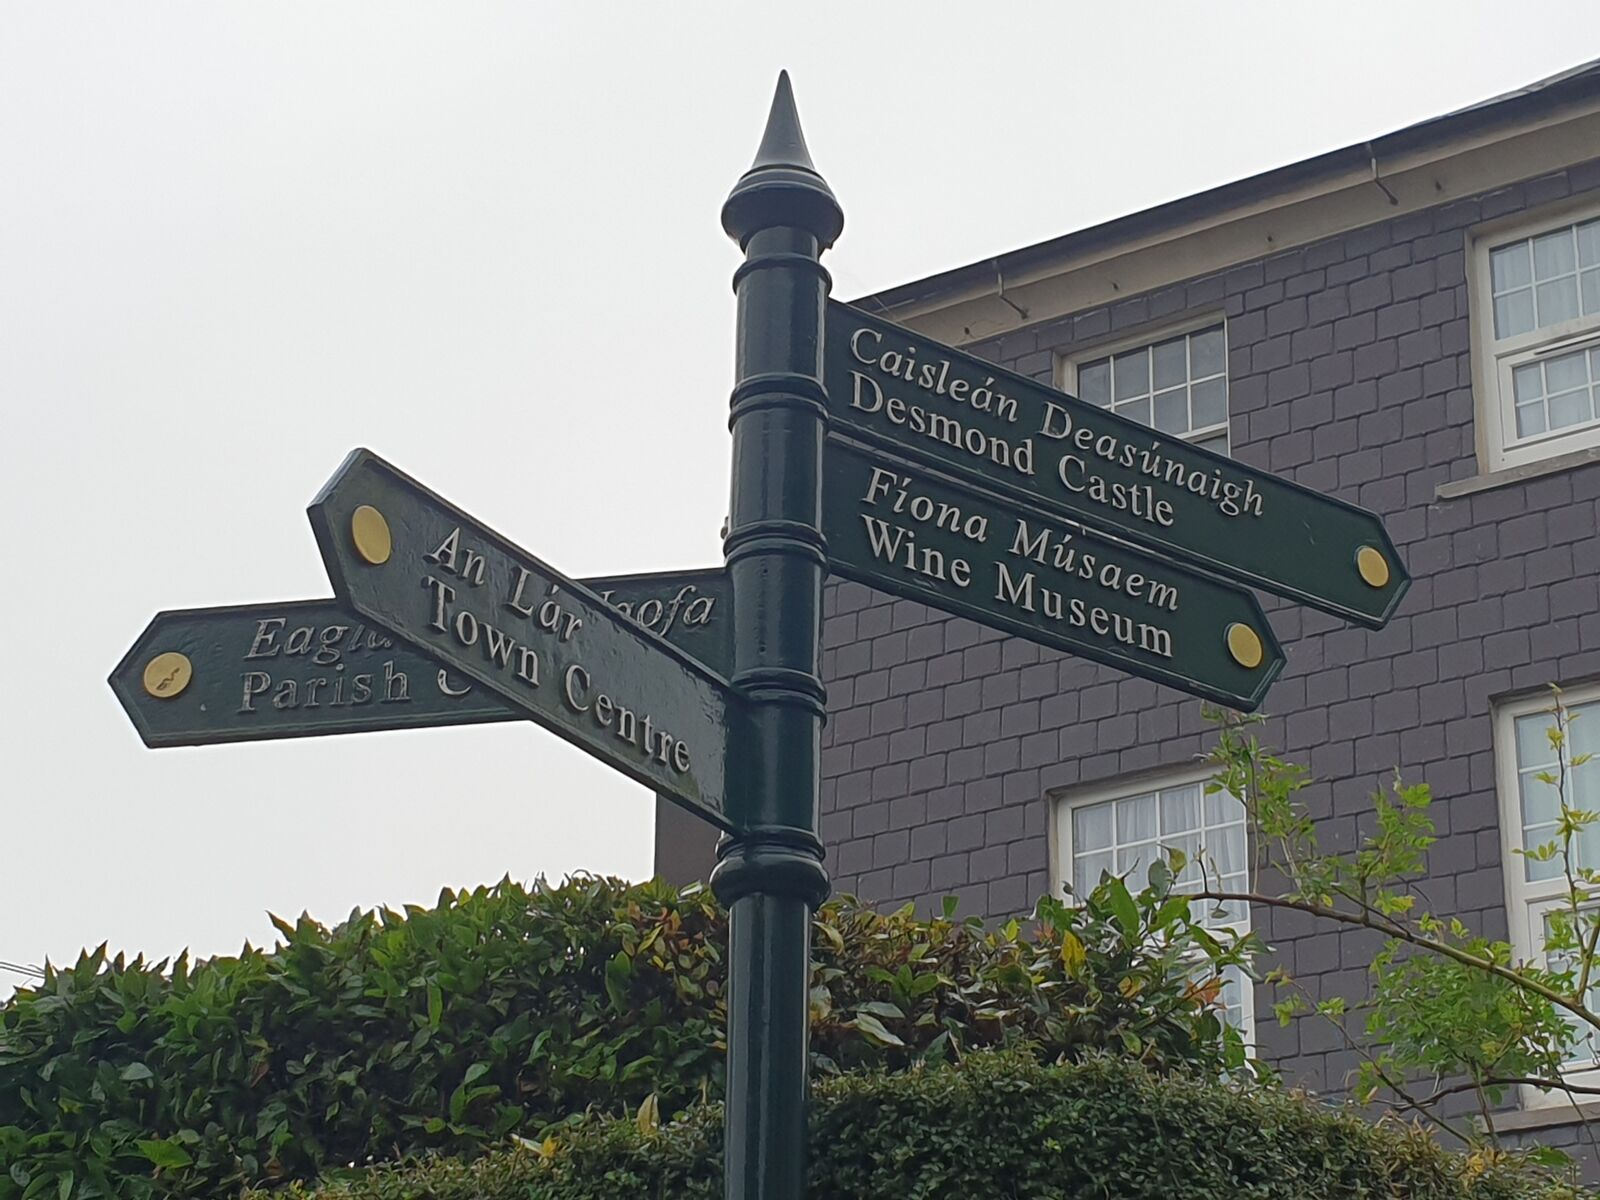 Caisleán Deasúnaigh
Desmond Castle
Fíona Músaem
Wine Museum
An Lár
Town Centre
Parish